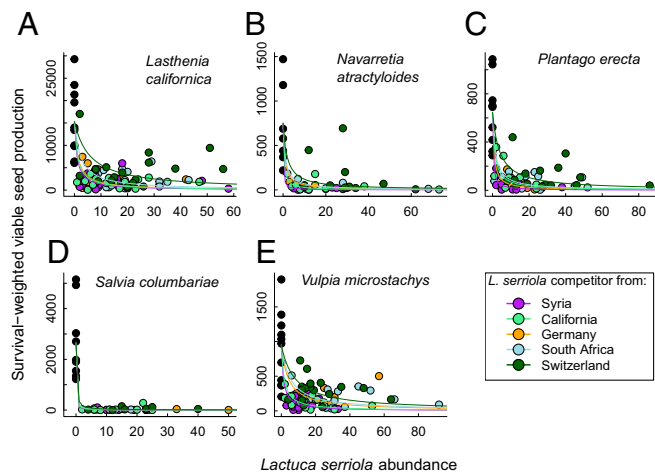 A
B
C
Lasthenia
californica
Navarretia
atractyloides
Plantago erecta
0
10000
25000
0 10 20 30 40 50 60
0
500
1000
1500
0 20 40 60
0
400
800
0 20 40 60 80
Survival–weighted viable seed production
D
E
Salvia columbariae
Vulpia microstachys
0
2000
4000
0 10 20 30 40 50
0
500
1500
0 20 40 60 80
L. serriola competitor from:
Syria
California
Germany
South Africa
Switzerland
Lactuca serriola abundance